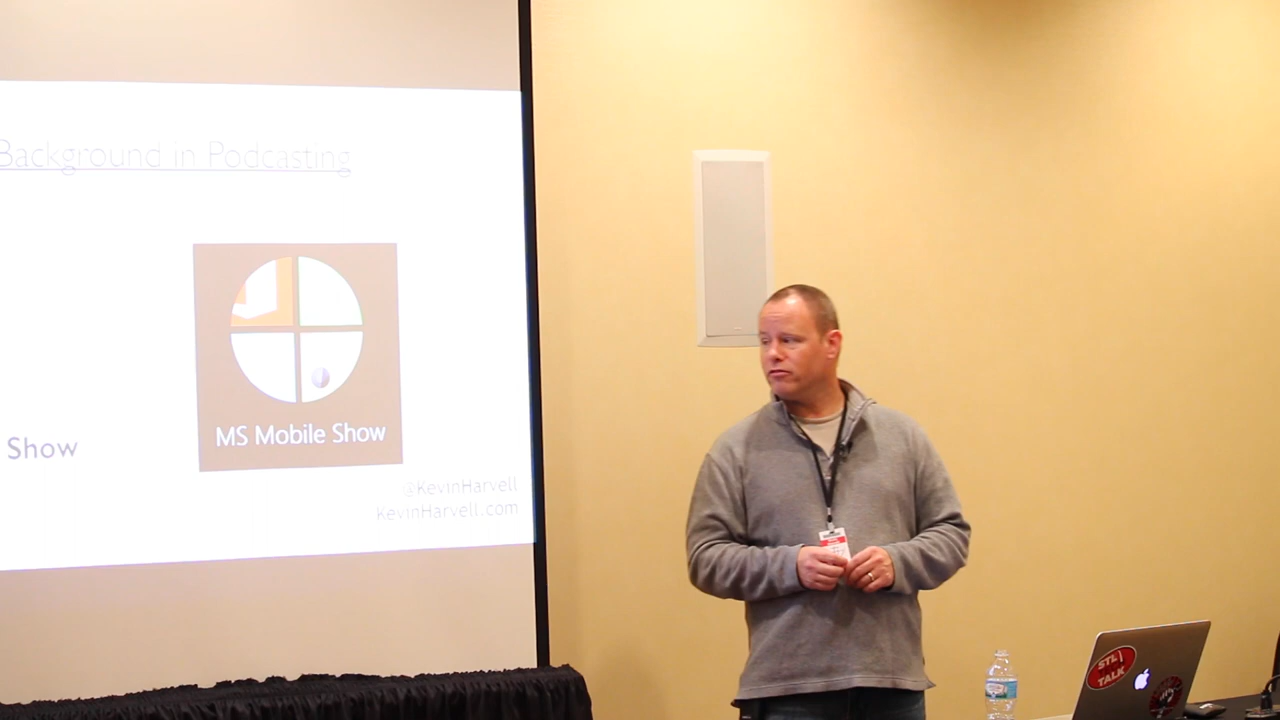 Background in Podcasting
MS Mobile Show
Show
@KevinHarvell
KevinHarvell.com
STL
TALK